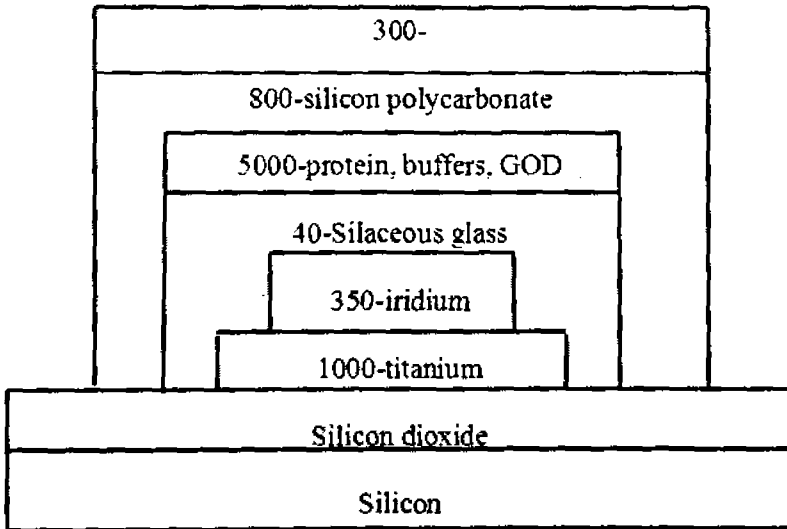 300-
800-silicon polycarbonate
5000-protein, buffers, GOD
40-Silaceous glass
350-iridium
1000-titanium
Silicon dioxide
Silicon